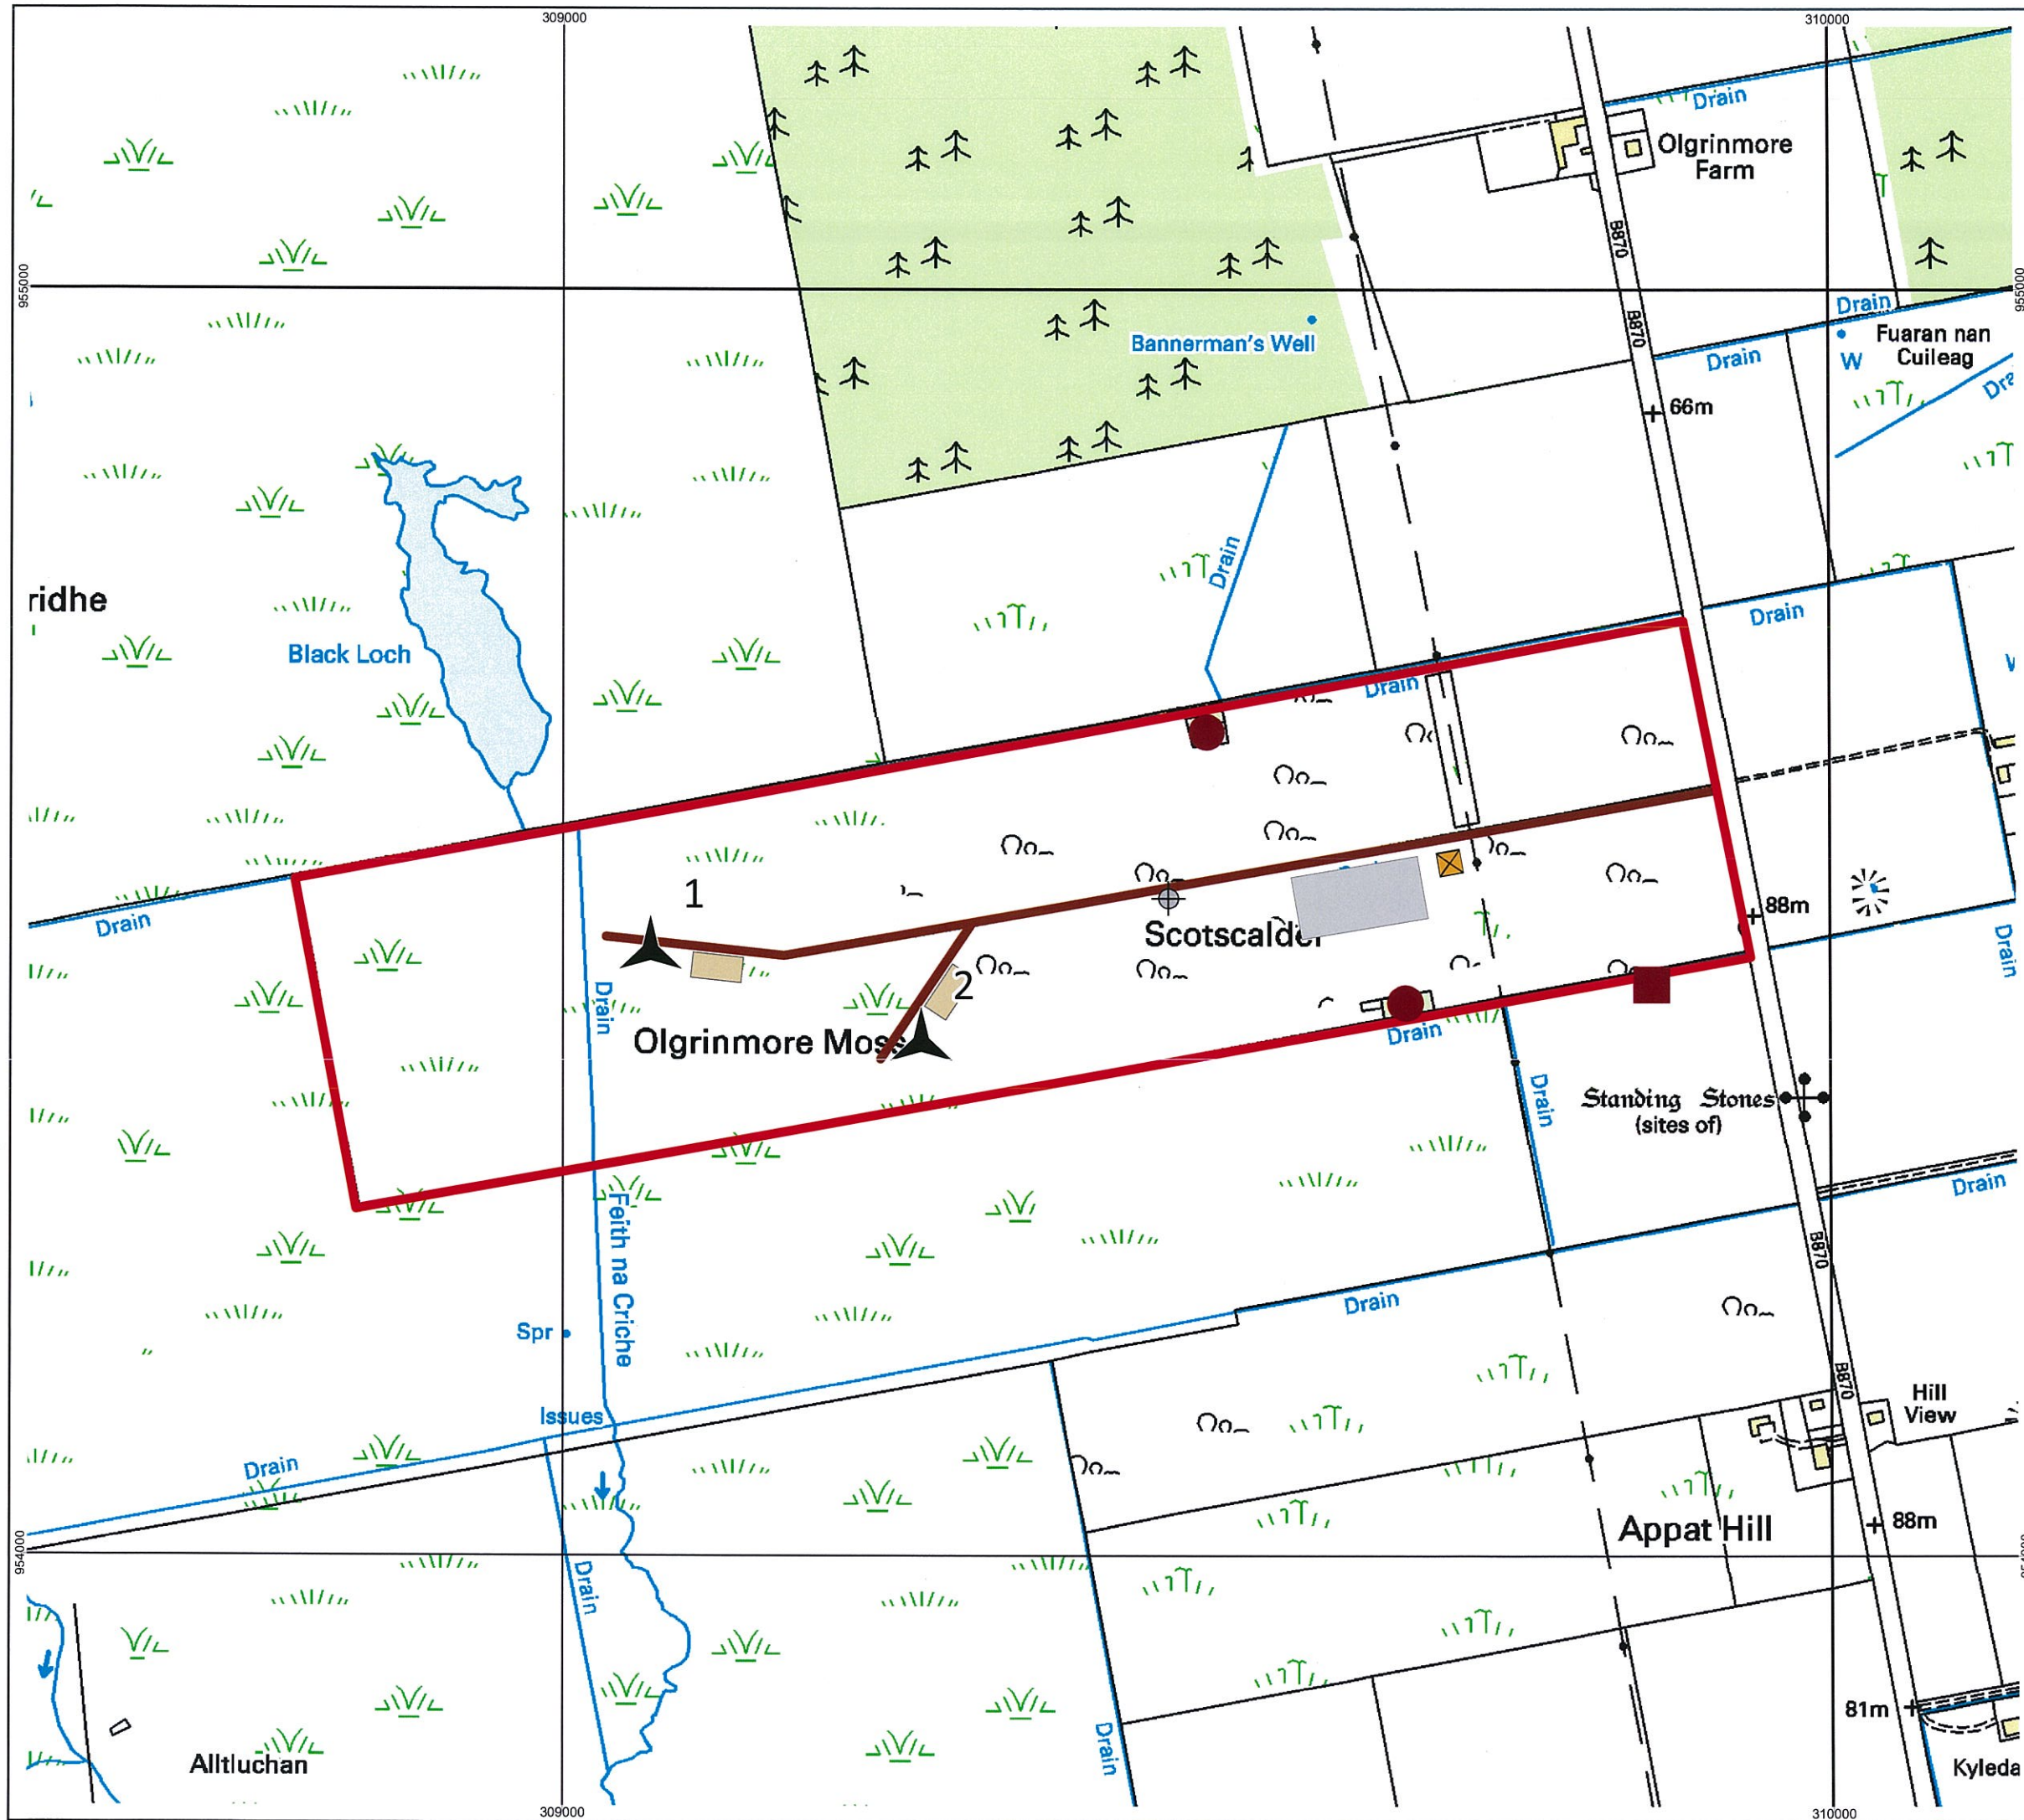 309000
310000
Drain
Olgrinmore
Farm
B870
955000
955000
B870
Drain
Bannerman's Well
Drain
W
Fuaran nan
Cuileag
66m
Drain
ridhe
Black Loch
Drain
Drain
1
Scotscalder
88m
Drain
2
Drain
Olgrinmore Moss
Drain
Drain
Drain
Standing Stones
(sites of)
Drain
Feith na Criche
B870
Drain
Spr
Issues
B870
Hill
View
Drain
Appat Hill
88m
954000
Drain
81m
Drain
Alltluchan
Kyleda
309000
310000